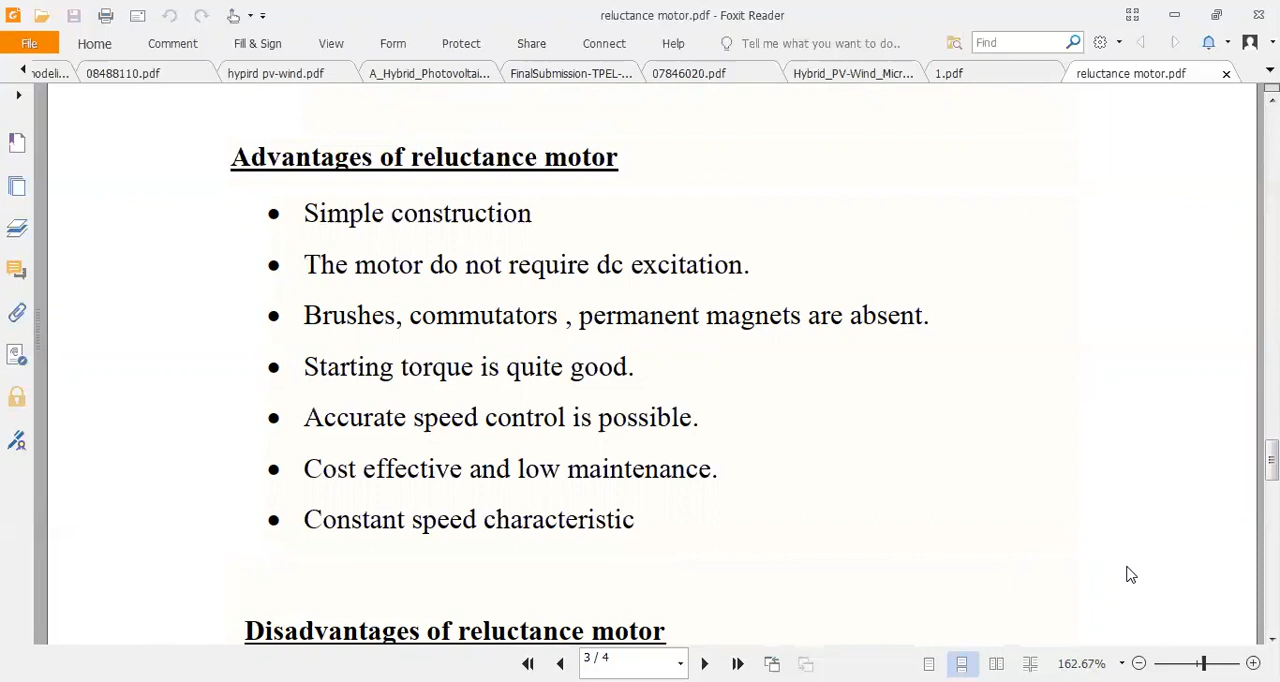 reluctance motor.pdf - Foxit Reader
File Home Comment Fill & Sign View Form Protect Share Connect Help Tell me what you want to do.. Find
nodeli... 08488110.pdf hypird pv-wind.pdf A_Hybrid_Photovoltai... FinalSubmission-TPEL-... 07846020.pdf Hybrid_PV-Wind_Micr... 1.pdf reluctance motor.pdf
Advantages of reluctance motor
• Simple construction
• The motor do not require dc excitation.
• Brushes, commutators , permanent magnets are absent.
• Starting torque is quite good.
• Accurate speed control is possible.
• Cost effective and low maintenance.
• Constant speed characteristic
Disadvantages of reluctance motor
3 / 4 162.67%